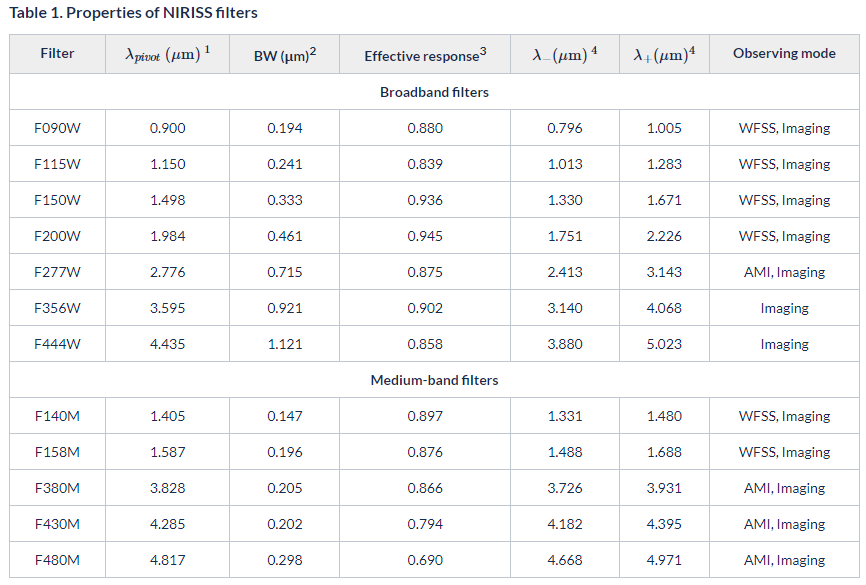 Table 1. Properties of NIRISS filters
Filter λpivot (μm) 1 BW (μm)2 Effective response3 λ−(μm) 4 λ+(μm)4 Observing mode
Broadband filters
F090W 0.900 0.194 0.880 0.796 1.005 WFSS, Imaging
F115W 1.150 0.241 0.839 1.013 1.283 WFSS, Imaging
F150W 1.498 0.333 0.936 1.330 1.671 WFSS, Imaging
F200W 1.984 0.461 0.945 1.751 2.226 WFSS, Imaging
F277W 2.776 0.715 0.875 2.413 3.143 AMI, Imaging
F356W 3.595 0.921 0.902 3.140 4.068 Imaging
F444W 4.435 1.121 0.858 3.880 5.023 Imaging
Medium-band filters
F140M 1.405 0.147 0.897 1.331 1.480 WFSS, Imaging
F158M 1.587 0.196 0.876 1.488 1.688 WFSS, Imaging
F380M 3.828 0.205 0.866 3.726 3.931 AMI, Imaging
F430M 4.285 0.202 0.794 4.182 4.395 AMI, Imaging
F480M 4.817 0.298 0.690 4.668 4.971 AMI, Imaging